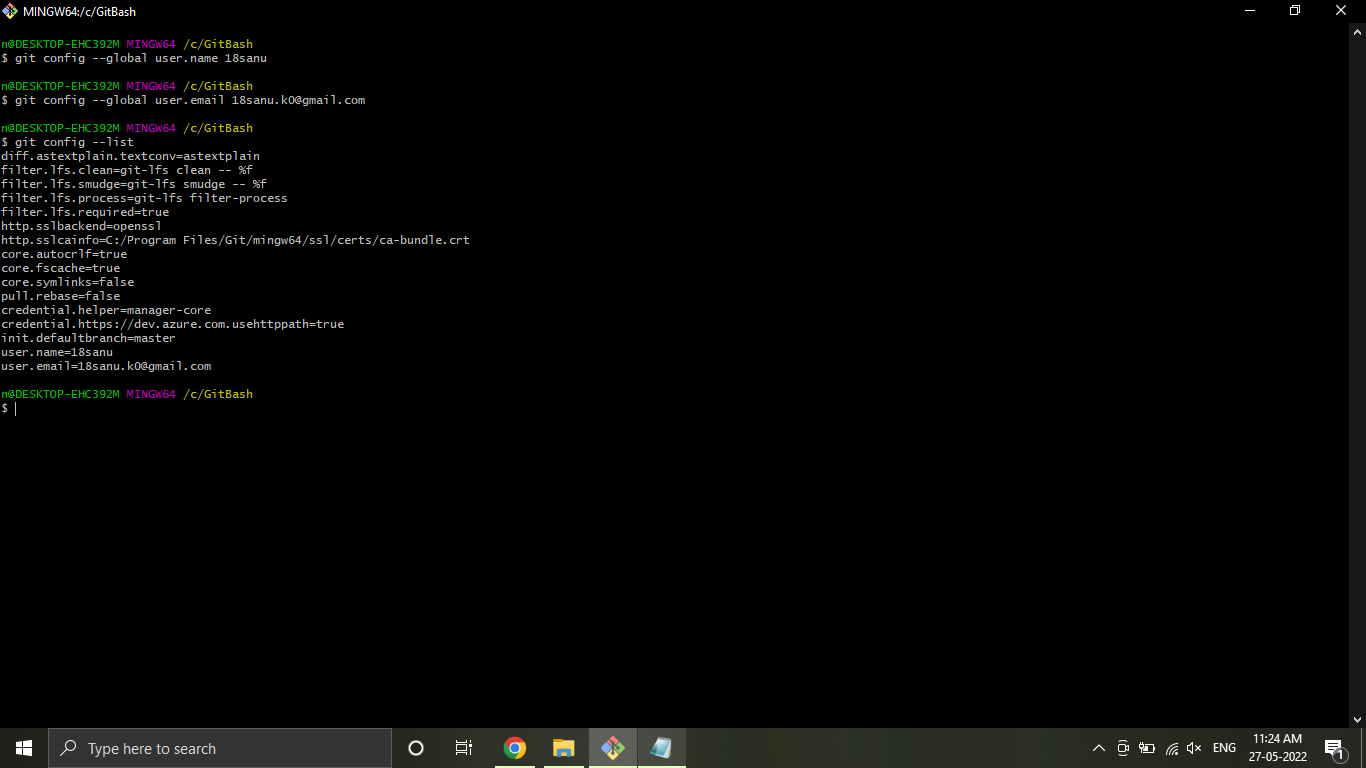 MINGW64:/c/GitBash
n@DESKTOP-EHC392M MINGW64 /c/GitBash
$ git config --global user.name 18sanu
n@DESKTOP-EHC392M MINGW64 /c/GitBash
$ git config --global user.email 18sanu.k0@gmail.com
n@DESKTOP-EHC392M MINGW64 /c/GitBash
$ git config --list
diff.astextplain.textconv=astextplain
filter.lfs.clean=git-lfs clean -- %f
filter.lfs.smudge=git-lfs smudge -- %f
filter.lfs.process=git-lfs filter-process
filter.lfs.required=true
http.sslbackend=openssl
http.sslcainfo=C:/Program Files/Git/mingw64/ssl/certs/ca-bundle.crt
core.autocrlf=true
core.fscache=true
core.symlinks=false
pull.rebase=false
credential.helper=manager-core
credential.https://dev.azure.com.usehttppath=true
init.defaultbranch=master
user.name=18sanu
user.email=18sanu.k0@gmail.com
n@DESKTOP-EHC392M MINGW64 /c/GitBash
$
Type here to search
ENG
11:24 AM
27-05-2022
1